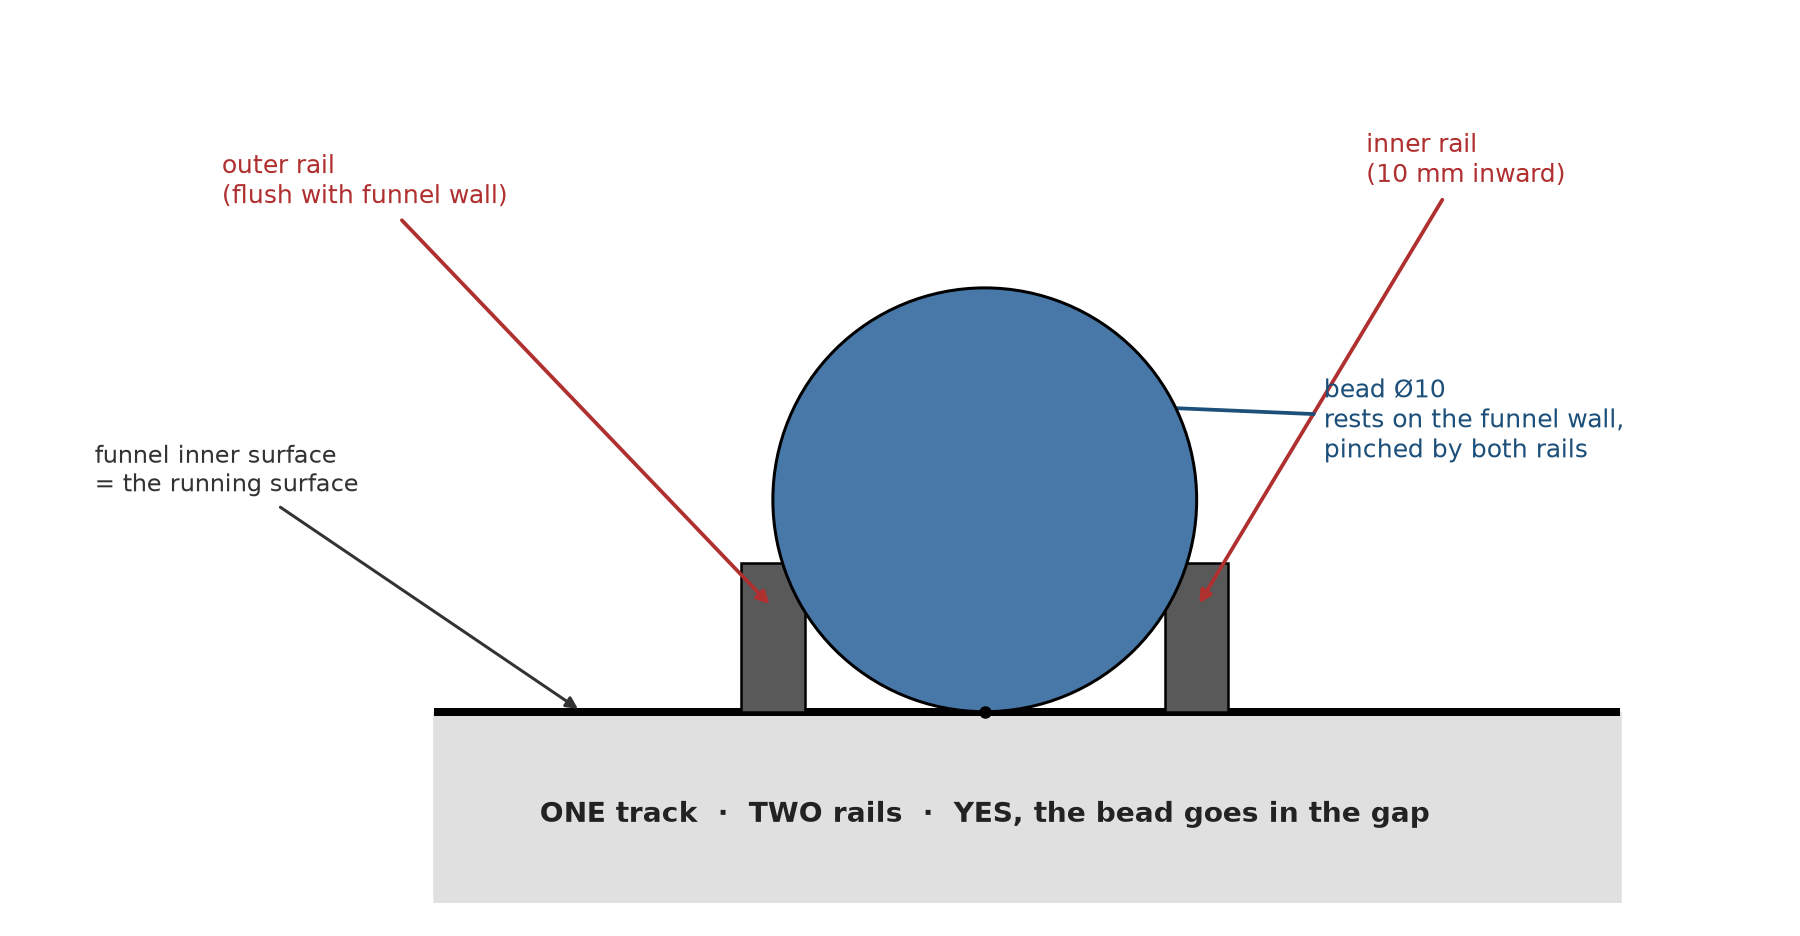 inner rail
(10 mm inward)
outer rail
(flush with funnel wall)
bead Ø10
rests on the funnel wall,
pinched by both rails
funnel inner surface
= the running surface
ONE track · TWO rails · YES, the bead goes in the gap